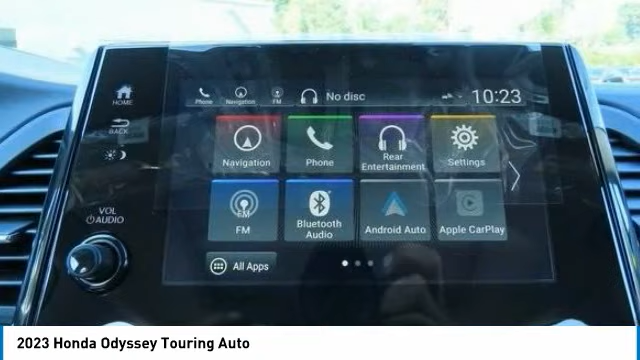 HOME
BACK
VOL
AUDIO
Phone Navigation FM No disc 10:23
Navigation Phone Rear Entertainment Settings
FM Bluetooth Audio Android Auto Apple CarPlay
All Apps
2023 Honda Odyssey Touring Auto